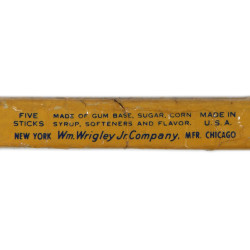 FIVE STICKS MADE OF GUM BASE, SUGAR, CORN SYRUP, SOFTENERS AND FLAVOR. MADE IN U.S.A.
NEW YORK Wm. Wrigley Jr. Company. MFR. CHICAGO